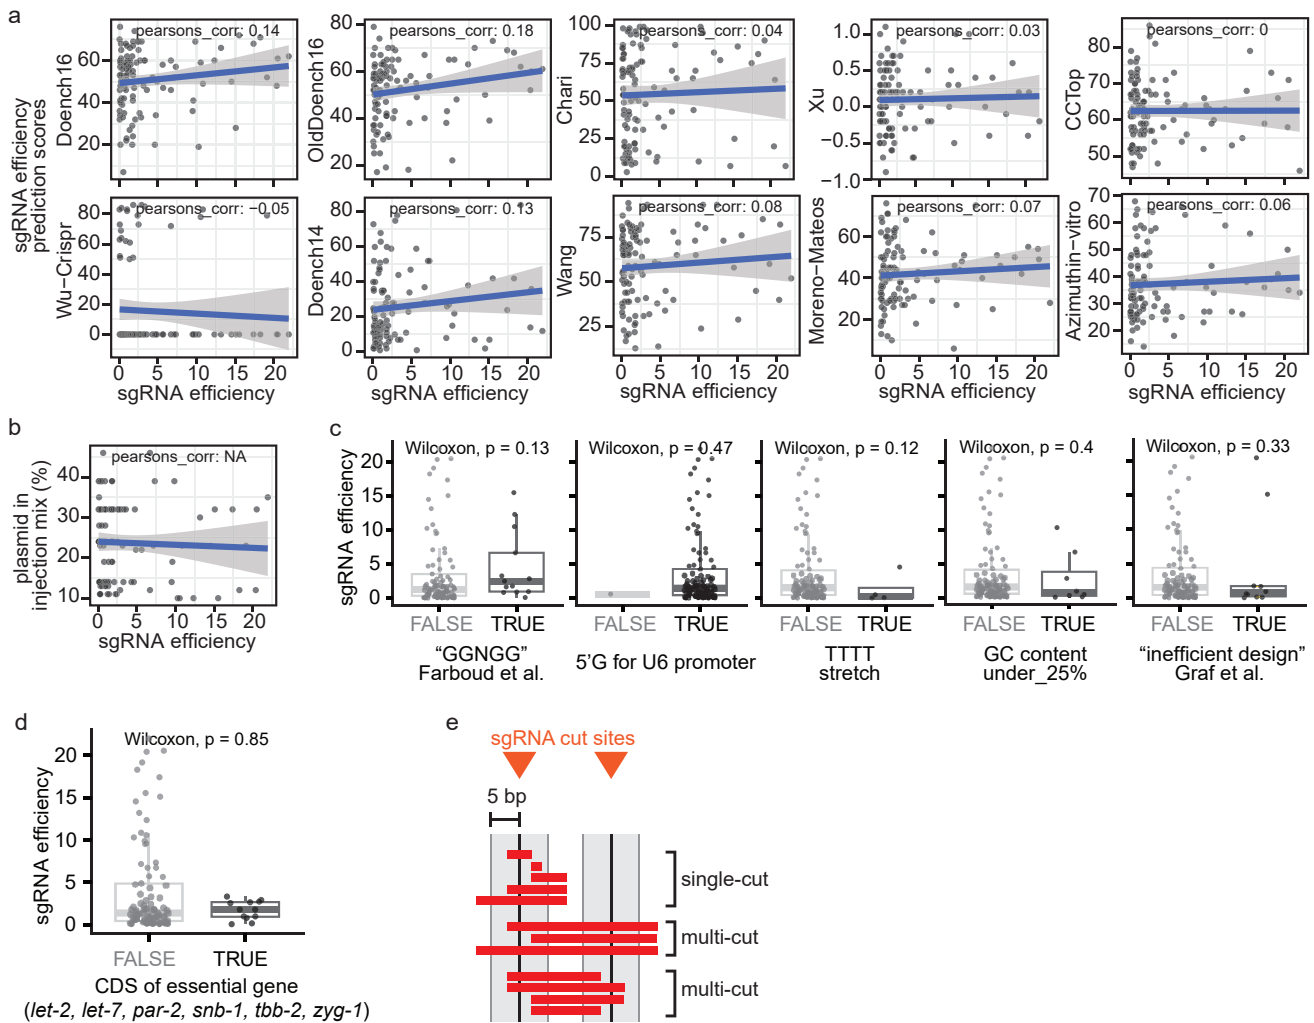 a
sgRNA efficiency
prediction scores
Doench16
pearsons_corr: 0.14
60
40
20
OldDoench16
pearsons_corr: 0.18
80
60
40
20
Chari
pearsons_corr: 0.04
100
75
50
25
0
Xu
pearsons_corr: 0.03
1.0
0.5
0.0
−0.5
−1.0
CCTop
pearsons_corr: 0
80
70
60
50
Wu−Crispr
pearsons_corr: −0.05
80
60
40
20
0
0 5 10 15 20
sgRNA efficiency
Doench14
pearsons_corr: 0.13
80
60
40
20
0
0 5 10 15 20
sgRNA efficiency
Wang
pearsons_corr: 0.08
75
50
25
0 5 10 15 20
sgRNA efficiency
Moreno−Mateos
pearsons_corr: 0.07
60
40
20
0 5 10 15 20
sgRNA efficiency
Azimuthin−vitro
pearsons_corr: 0.06
70
60
50
40
30
20
0 5 10 15 20
sgRNA efficiency
b
plasmid in
injection mix (%)
pearsons_corr: NA
40
30
20
10
0 5 10 15 20
sgRNA efficiency
c
sgRNA efficiency
20
15
10
5
0
Wilcoxon, p = 0.13
FALSE TRUE
“GGNGG”
Farboud et al.
Wilcoxon, p = 0.47
FALSE TRUE
5’G for U6 promoter
Wilcoxon, p = 0.12
FALSE TRUE
TTTT
stretch
Wilcoxon, p = 0.4
FALSE TRUE
GC content
under_25%
Wilcoxon, p = 0.33
FALSE TRUE
“inefficient design”
Graf et al.
d
sgRNA efficiency
Wilcoxon, p = 0.85
20
15
10
5
0
FALSE TRUE
CDS of essential gene
(let-2, let-7, par-2, snb-1, tbb-2, zyg-1)
e
sgRNA cut sites
5 bp
single-cut
multi-cut
multi-cut